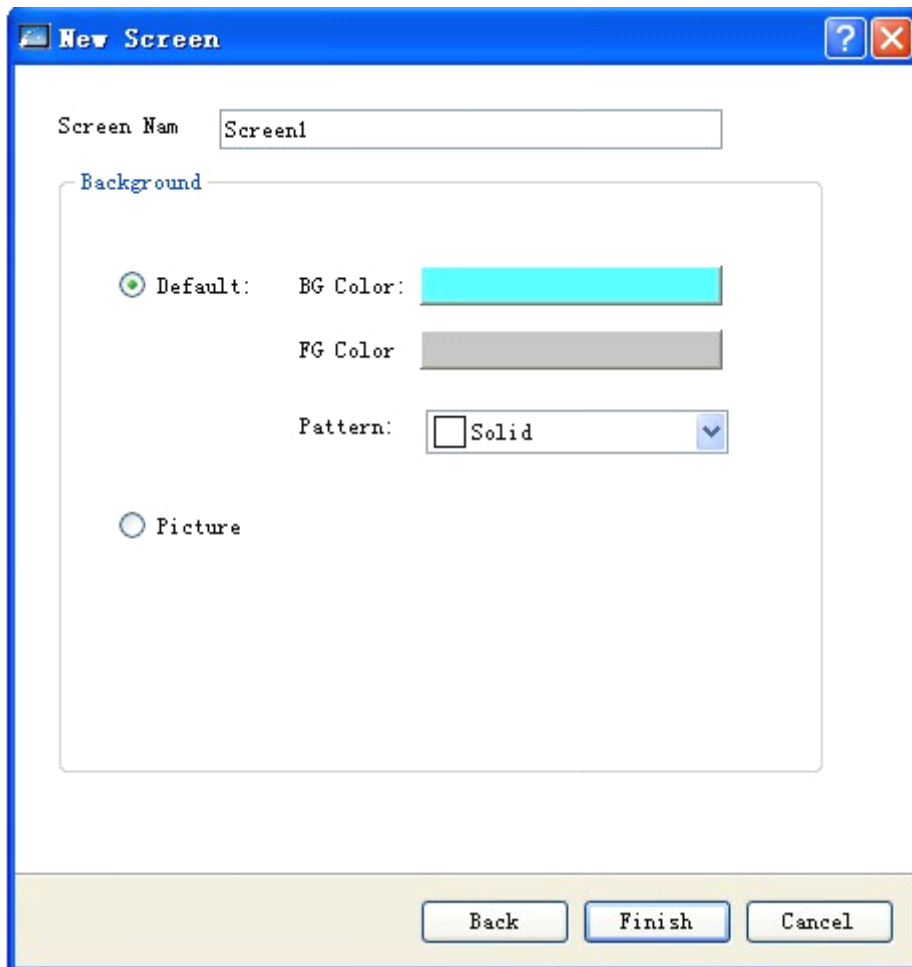 New Screen
Screen Nam Screen1
Background
Default: BG Color:
FG Color
Pattern: Solid
Picture
Back Finish Cancel